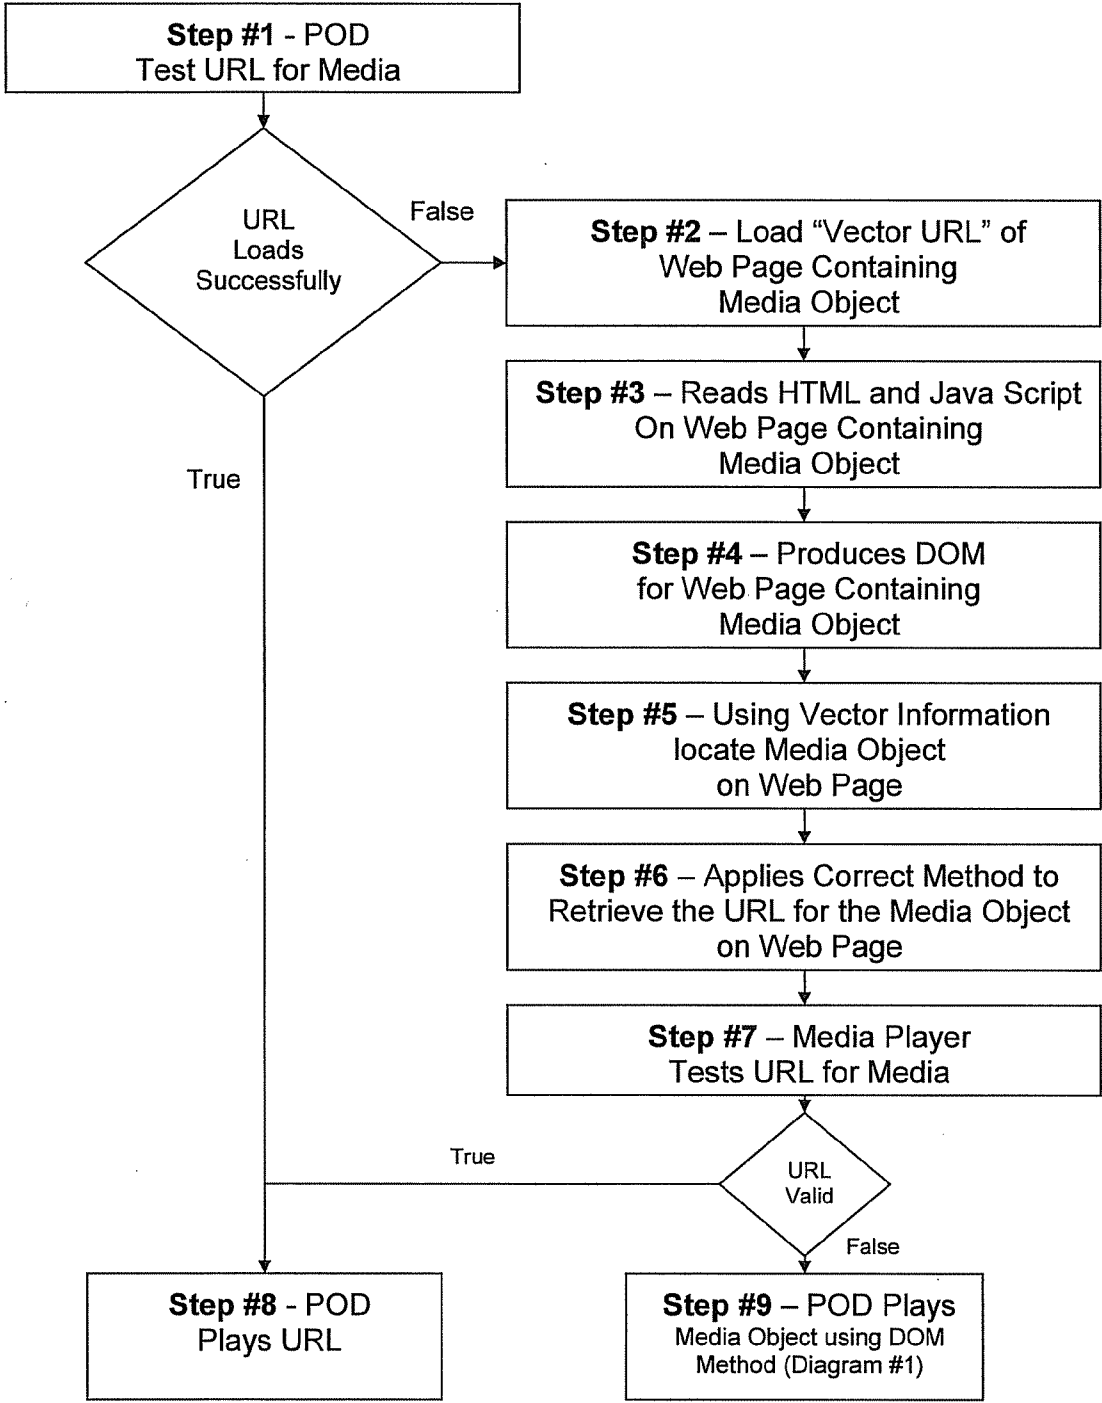 Step #1 - POD
Test URL for Media
URL
Loads
Successfully
False
True
Step #2 – Load “Vector URL” of
Web Page Containing
Media Object
Step #3 – Reads HTML and Java Script
On Web Page Containing
Media Object
Step #4 – Produces DOM
for Web Page Containing
Media Object
Step #5 – Using Vector Information
locate Media Object
on Web Page
Step #6 – Applies Correct Method to
Retrieve the URL for the Media Object
on Web Page
Step #7 – Media Player
Tests URL for Media
URL
Valid
True
False
Step #8 - POD
Plays URL
Step #9 – POD Plays
Media Object using DOM
Method (Diagram #1)